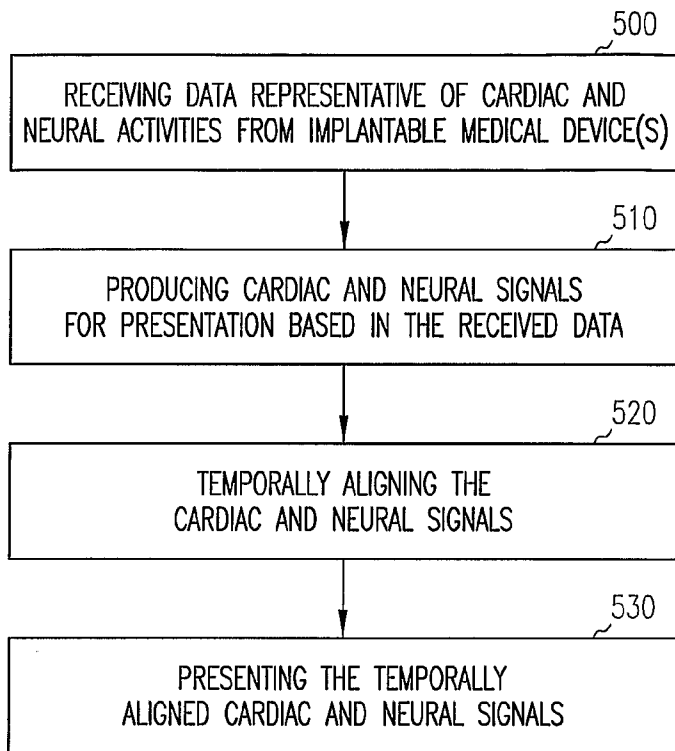 500
RECEIVING DATA REPRESENTATIVE OF CARDIAC AND
NEURAL ACTIVITIES FROM IMPLANTABLE MEDICAL DEVICE(S)
510
PRODUCING CARDIAC AND NEURAL SIGNALS
FOR PRESENTATION BASED IN THE RECEIVED DATA
520
TEMPORALLY ALIGNING THE
CARDIAC AND NEURAL SIGNALS
530
PRESENTING THE TEMPORALLY
ALIGNED CARDIAC AND NEURAL SIGNALS